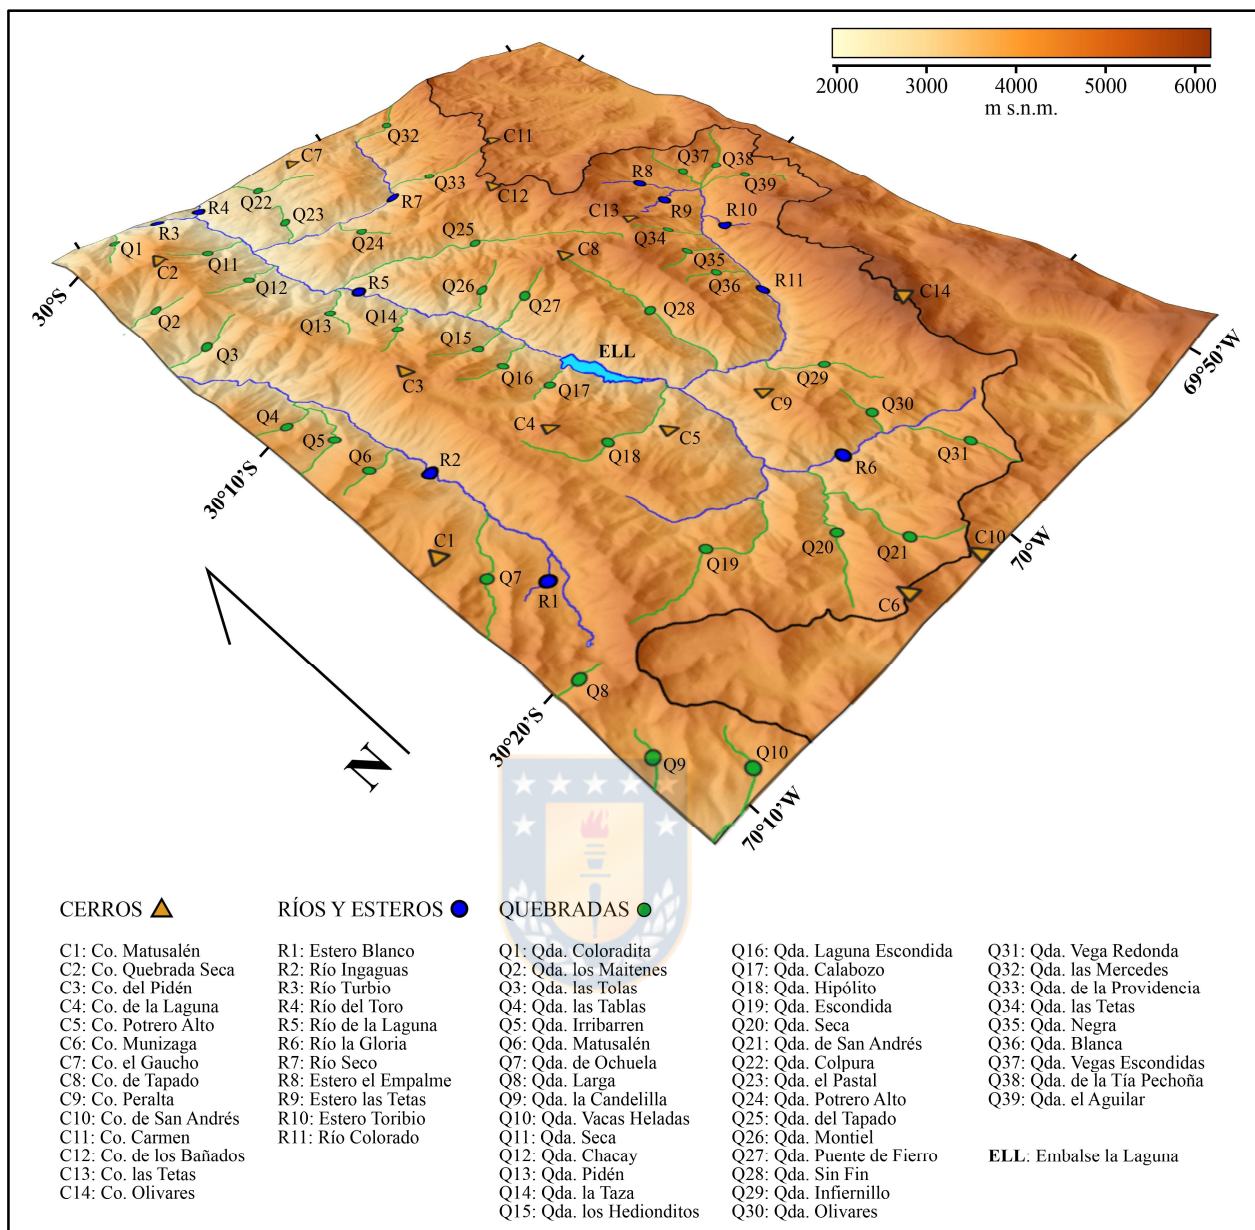 2000 3000 4000 5000 6000
m s.n.m.
Q32
C11
C7
Q37
Q38
Q33
R8
Q39
C12
Q22
R7
R9
R4
R10
Q23
C13
R3
Q34
Q24
Q25
Q1
C8
Q11
Q35
C2
Q36
Q12
R5
Q26
R11
C14
30°S
Q27
Q28
Q2
Q13
Q14
Q15
ELL
69°50'W
Q3
Q16
Q29
C3
Q17
C9
Q30
Q4
C4
C5
Q5
Q18
Q31
Q6
R2
R6
30°10'S
C1
C10
Q20
Q21
70°W
Q19
Q7
R1
C6
Q8
30°20'S
Q10
N
Q9
70°10'W
CERROS
C1: Co. Matusalén
C2: Co. Quebrada Seca
C3: Co. del Pidén
C4: Co. de la Laguna
C5: Co. Potrero Alto
C6: Co. Munizaga
C7: Co. el Gaucho
C8: Co. de Tapado
C9: Co. Peralta
C10: Co. de San Andrés
C11: Co. Carmen
C12: Co. de los Bañados
C13: Co. las Tetas
C14: Co. Olivares
RÍOS Y ESTEROS
R1: Estero Blanco
R2: Río Ingaguas
R3: Río Turbio
R4: Río del Toro
R5: Río de la Laguna
R6: Río la Gloria
R7: Río Seco
R8: Estero el Empalme
R9: Estero las Tetas
R10: Estero Toribio
R11: Río Colorado
QUEBRADAS
Q1: Qda. Coloradita
Q2: Qda. los Maitenes
Q3: Qda. las Tolas
Q4: Qda. las Tablas
Q5: Qda. Irribarren
Q6: Qda. Matusalén
Q7: Qda. de Ochuela
Q8: Qda. Larga
Q9: Qda. la Candelilla
Q10: Qda. Vacas Heladas
Q11: Qda. Seca
Q12: Qda. Chacay
Q13: Qda. Pidén
Q14: Qda. la Taza
Q15: Qda. los Hedionditos
Q16: Qda. Laguna Escondida
Q17: Qda. Calabozo
Q18: Qda. Hipólito
Q19: Qda. Escondida
Q20: Qda. Seca
Q21: Qda. de San Andrés
Q22: Qda. Colpura
Q23: Qda. el Pastal
Q24: Qda. Potrero Alto
Q25: Qda. del Tapado
Q26: Qda. Montiel
Q27: Qda. Puente de Fierro
Q28: Qda. Sin Fin
Q29: Qda. Infiernillo
Q30: Qda. Olivares
Q31: Qda. Vega Redonda
Q32: Qda. las Mercedes
Q33: Qda. de la Providencia
Q34: Qda. las Tetas
Q35: Qda. Negra
Q36: Qda. Blanca
Q37: Qda. Vegas Escondidas
Q38: Qda. de la Tía Pechoña
Q39: Qda. el Aguilar
ELL: Embalse la Laguna